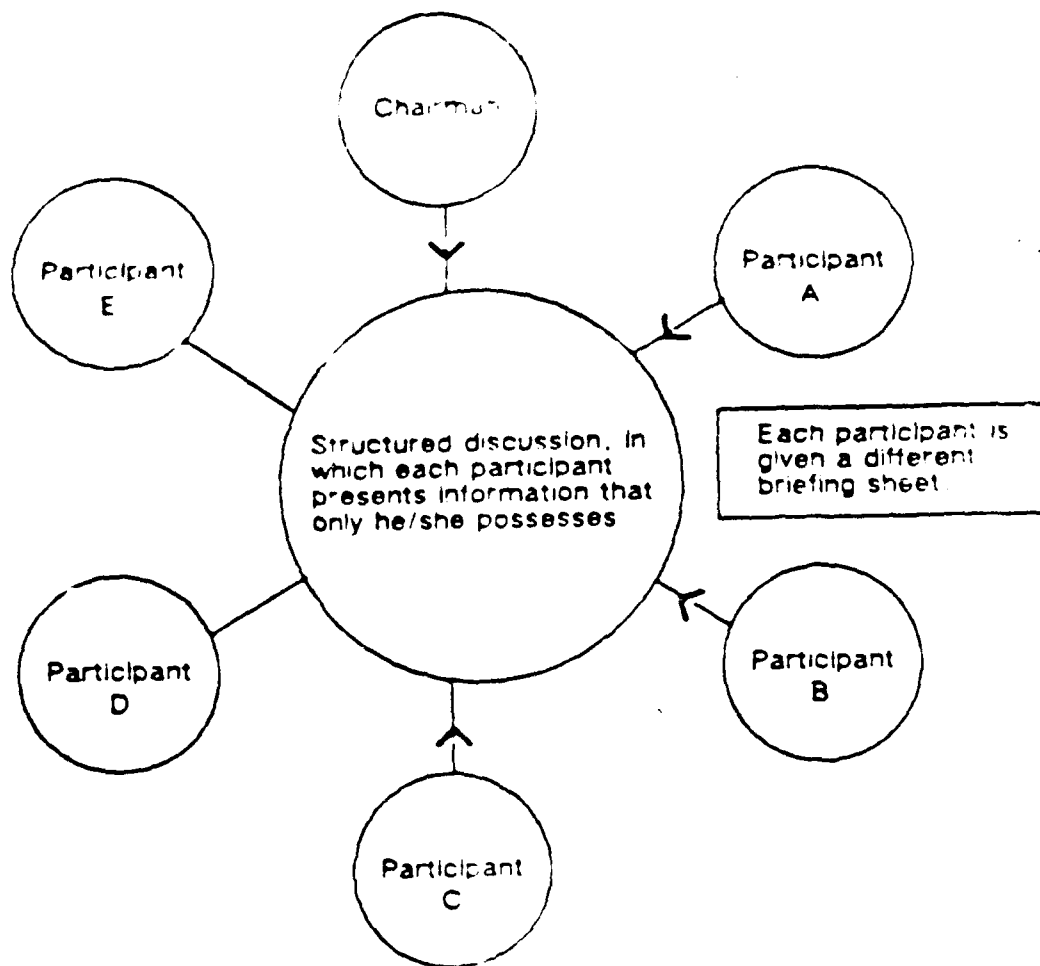 Chairman
Participant
E
Participant
A
Structured discussion, in
which each participant
presents information that
only he/she possesses
Each participant is
given a different
briefing sheet.
Participant
D
Participant
B
Participant
C